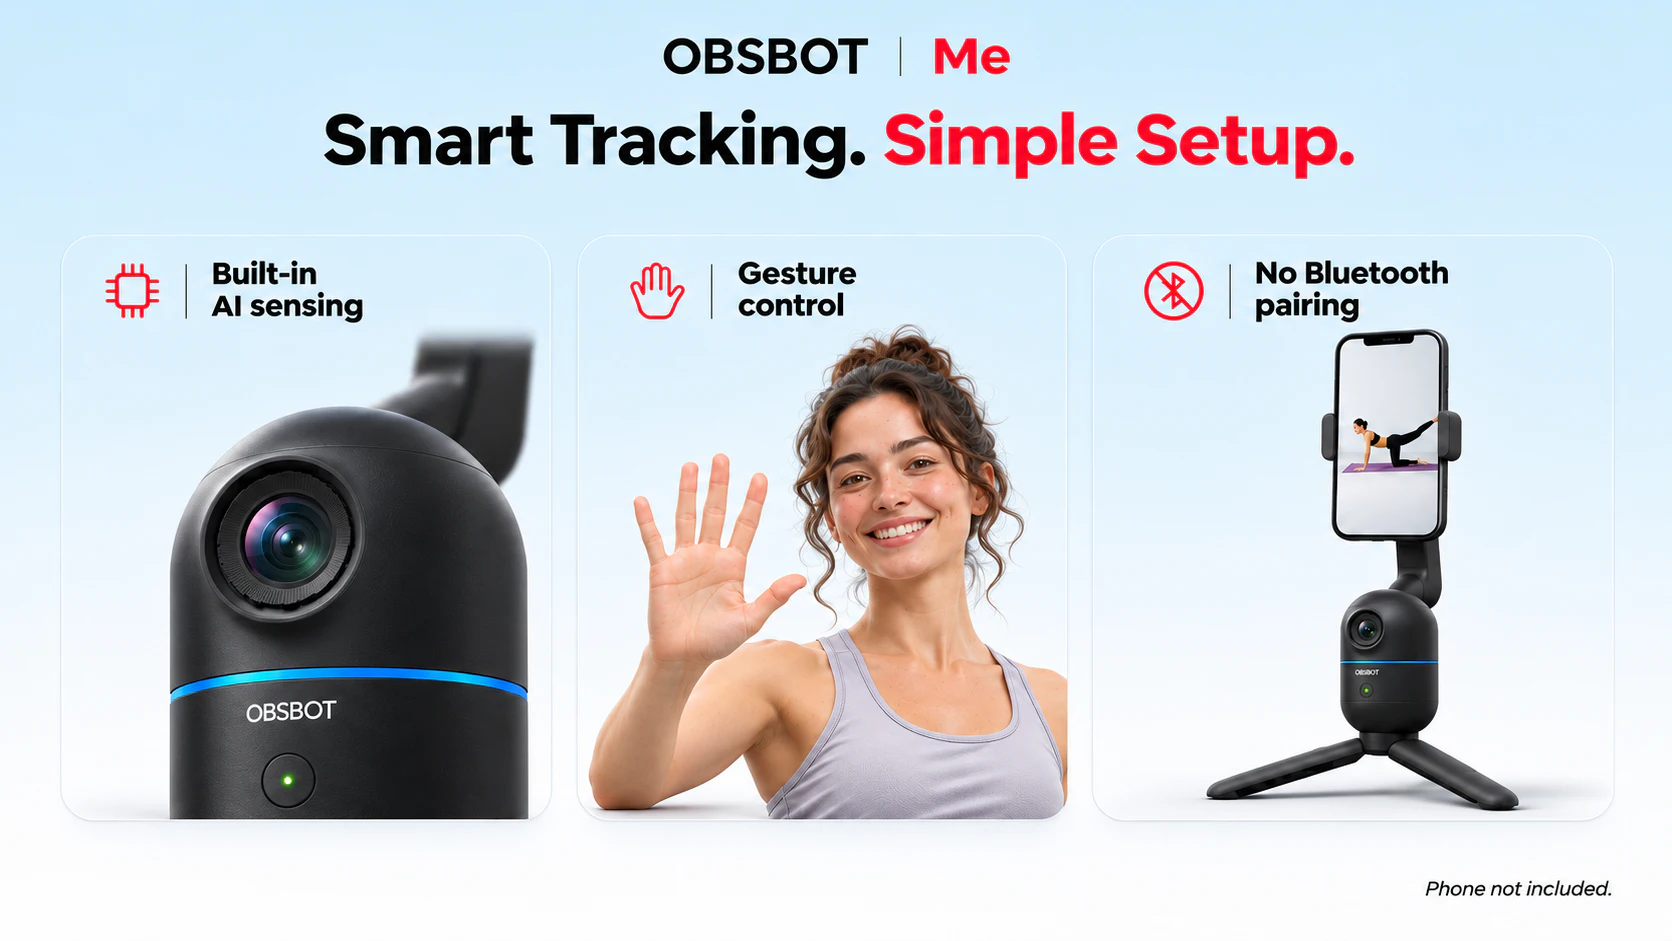 OBSBOT | Me
Smart Tracking. Simple Setup.
Built-in
AI sensing
Gesture
control
No Bluetooth
pairing
OBSBOT
OBSBOT
Phone not included.